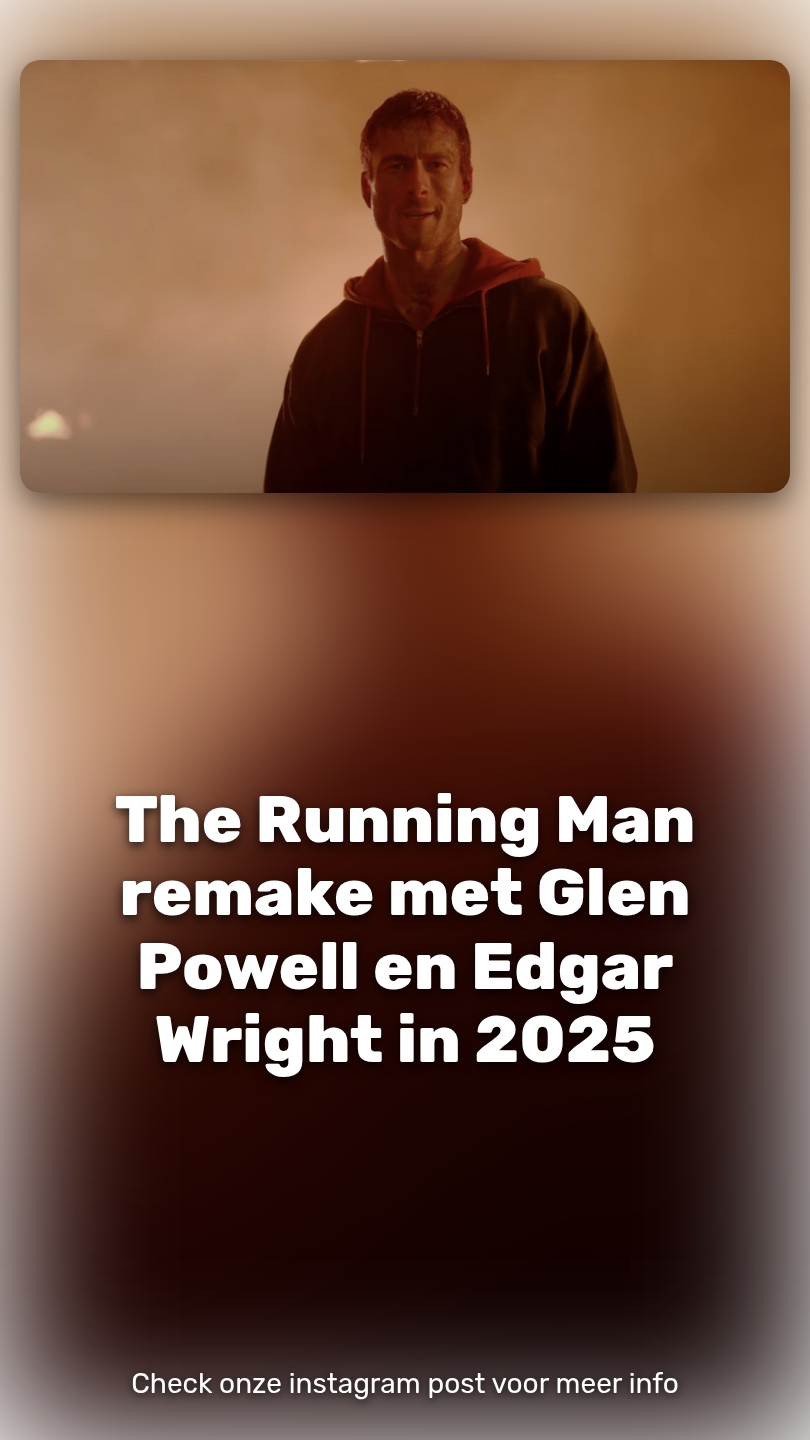 The Running Man
remake met Glen
Powell en Edgar
Wright in 2025
Check onze instagram post voor meer info